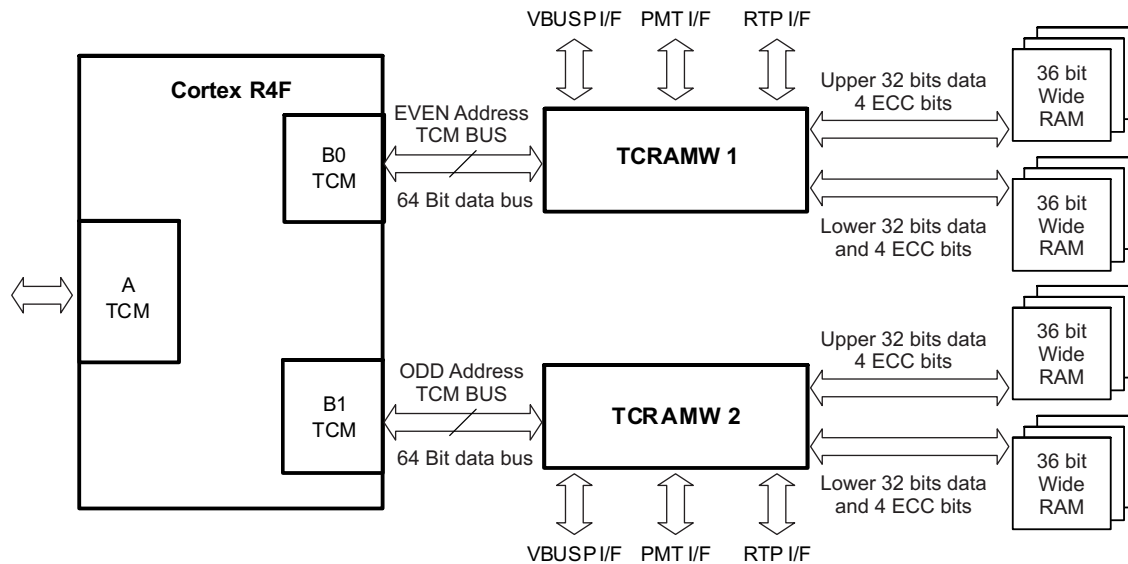 VBUSP I/F PMT I/F RTP I/F
Cortex R4F
B0
TCM
A
TCM
B1
TCM
EVEN Address
TCM BUS
64 Bit data bus
TCRAMW 1
Upper 32 bits data
4 ECC bits
36 bit
Wide
RAM
Lower 32 bits data
and 4 ECC bits
36 bit
Wide
RAM
ODD Address
TCM BUS
64 Bit data bus
TCRAMW 2
Upper 32 bits data
4 ECC bits
36 bit
Wide
RAM
Lower 32 bits data
and 4 ECC bits
36 bit
Wide
RAM
VBUSP I/F PMT I/F RTP I/F